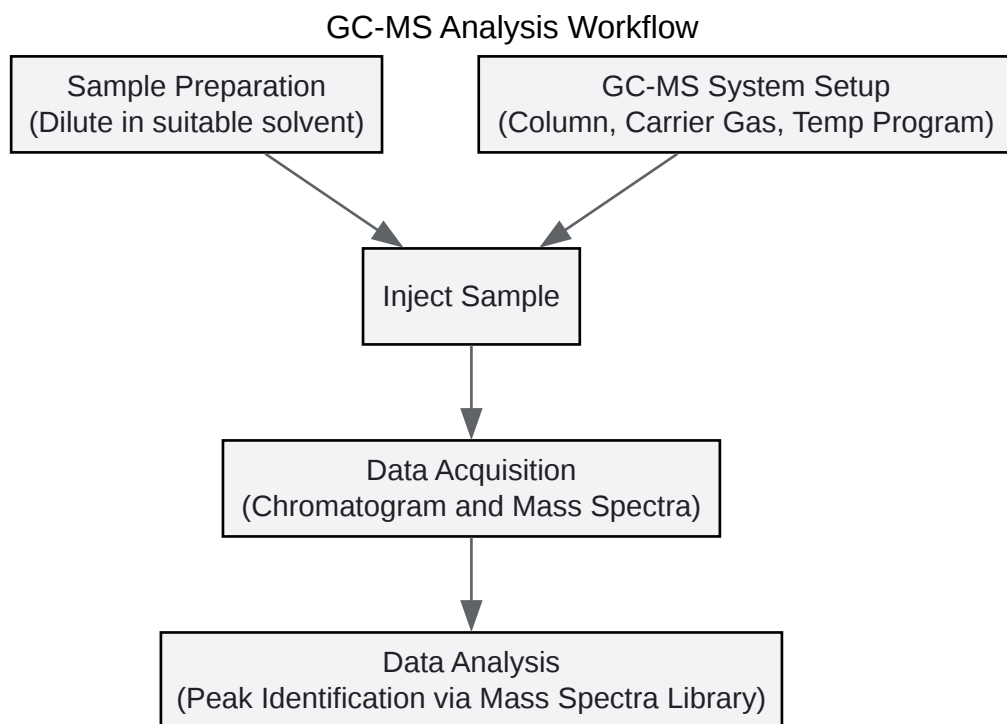 GC-MS Analysis Workflow
Sample Preparation
(Dilute in suitable solvent)
GC-MS System Setup
(Column, Carrier Gas, Temp Program)
Inject Sample
Data Acquisition
(Chromatogram and Mass Spectra)
Data Analysis
(Peak Identification via Mass Spectra Library)